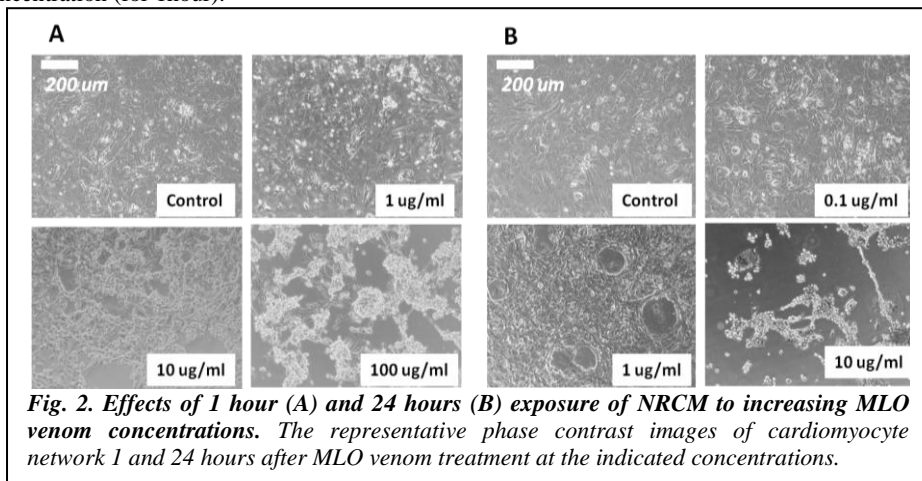 ncentration (for 1hour).
A B
200 um 200 um
Control 1 ug/ml Control 0.1 ug/ml
10 ug/ml 100 ug/ml 1 ug/ml 10 ug/ml
Fig. 2. Effects of 1 hour (A) and 24 hours (B) exposure of NRCM to increasing MLO
venom concentrations. The representative phase contrast images of cardiomyocyte
network 1 and 24 hours after MLO venom treatment at the indicated concentrations.